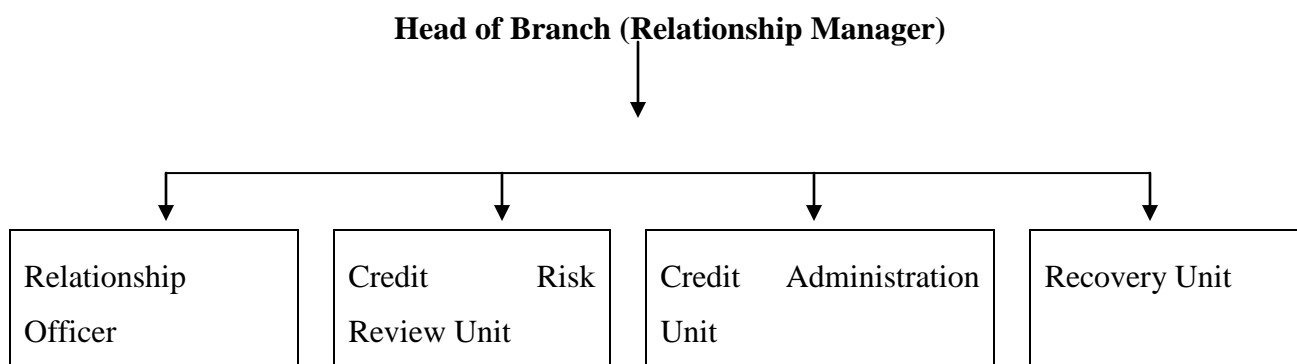 Head of Branch (Relationship Manager)
Relationship
Officer
Credit Risk
Review Unit
Credit Administration
Unit
Recovery Unit